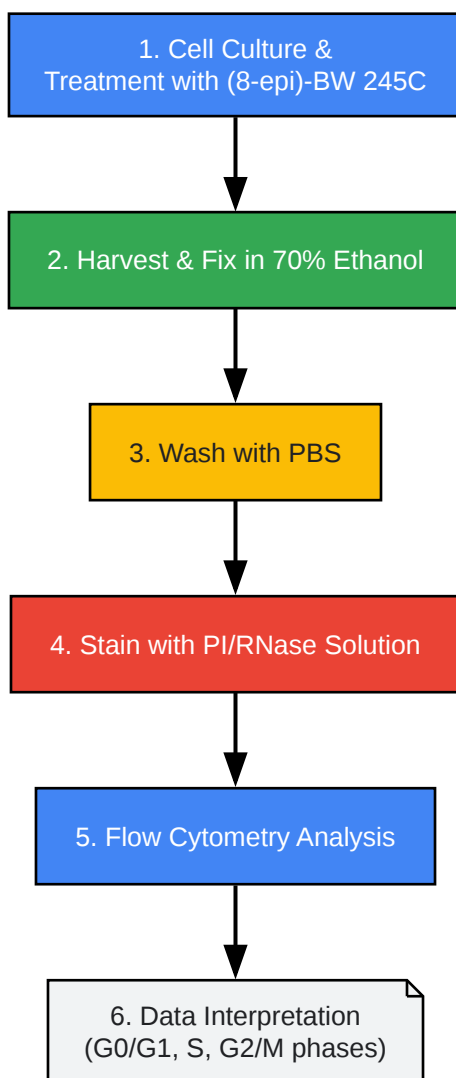 1. Cell Culture &
Treatment with (8-epi)-BW 245C
2. Harvest & Fix in 70% Ethanol
3. Wash with PBS
4. Stain with PI/RNase Solution
5. Flow Cytometry Analysis
6. Data Interpretation
(G0/G1, S, G2/M phases)